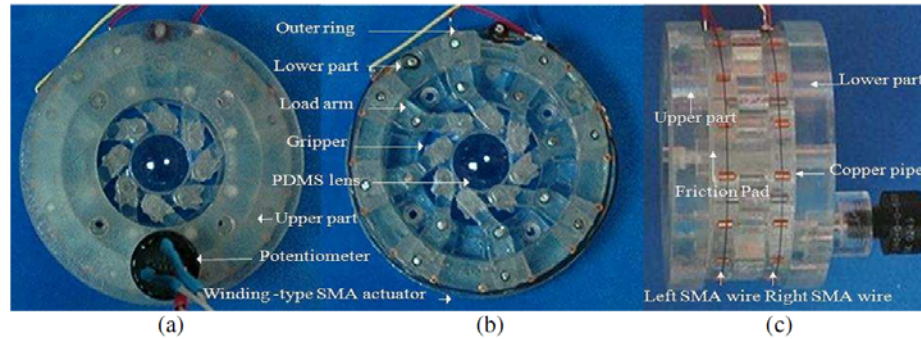 Outer ring
Lower part
Load arm
Gripper
PDMS lens
Upper part
Potentiometer
Winding -type SMA actuator
Lower part
Upper part
Copper pipe
Friction Pad
Left SMA wire Right SMA wire
(a)
(b)
(c)